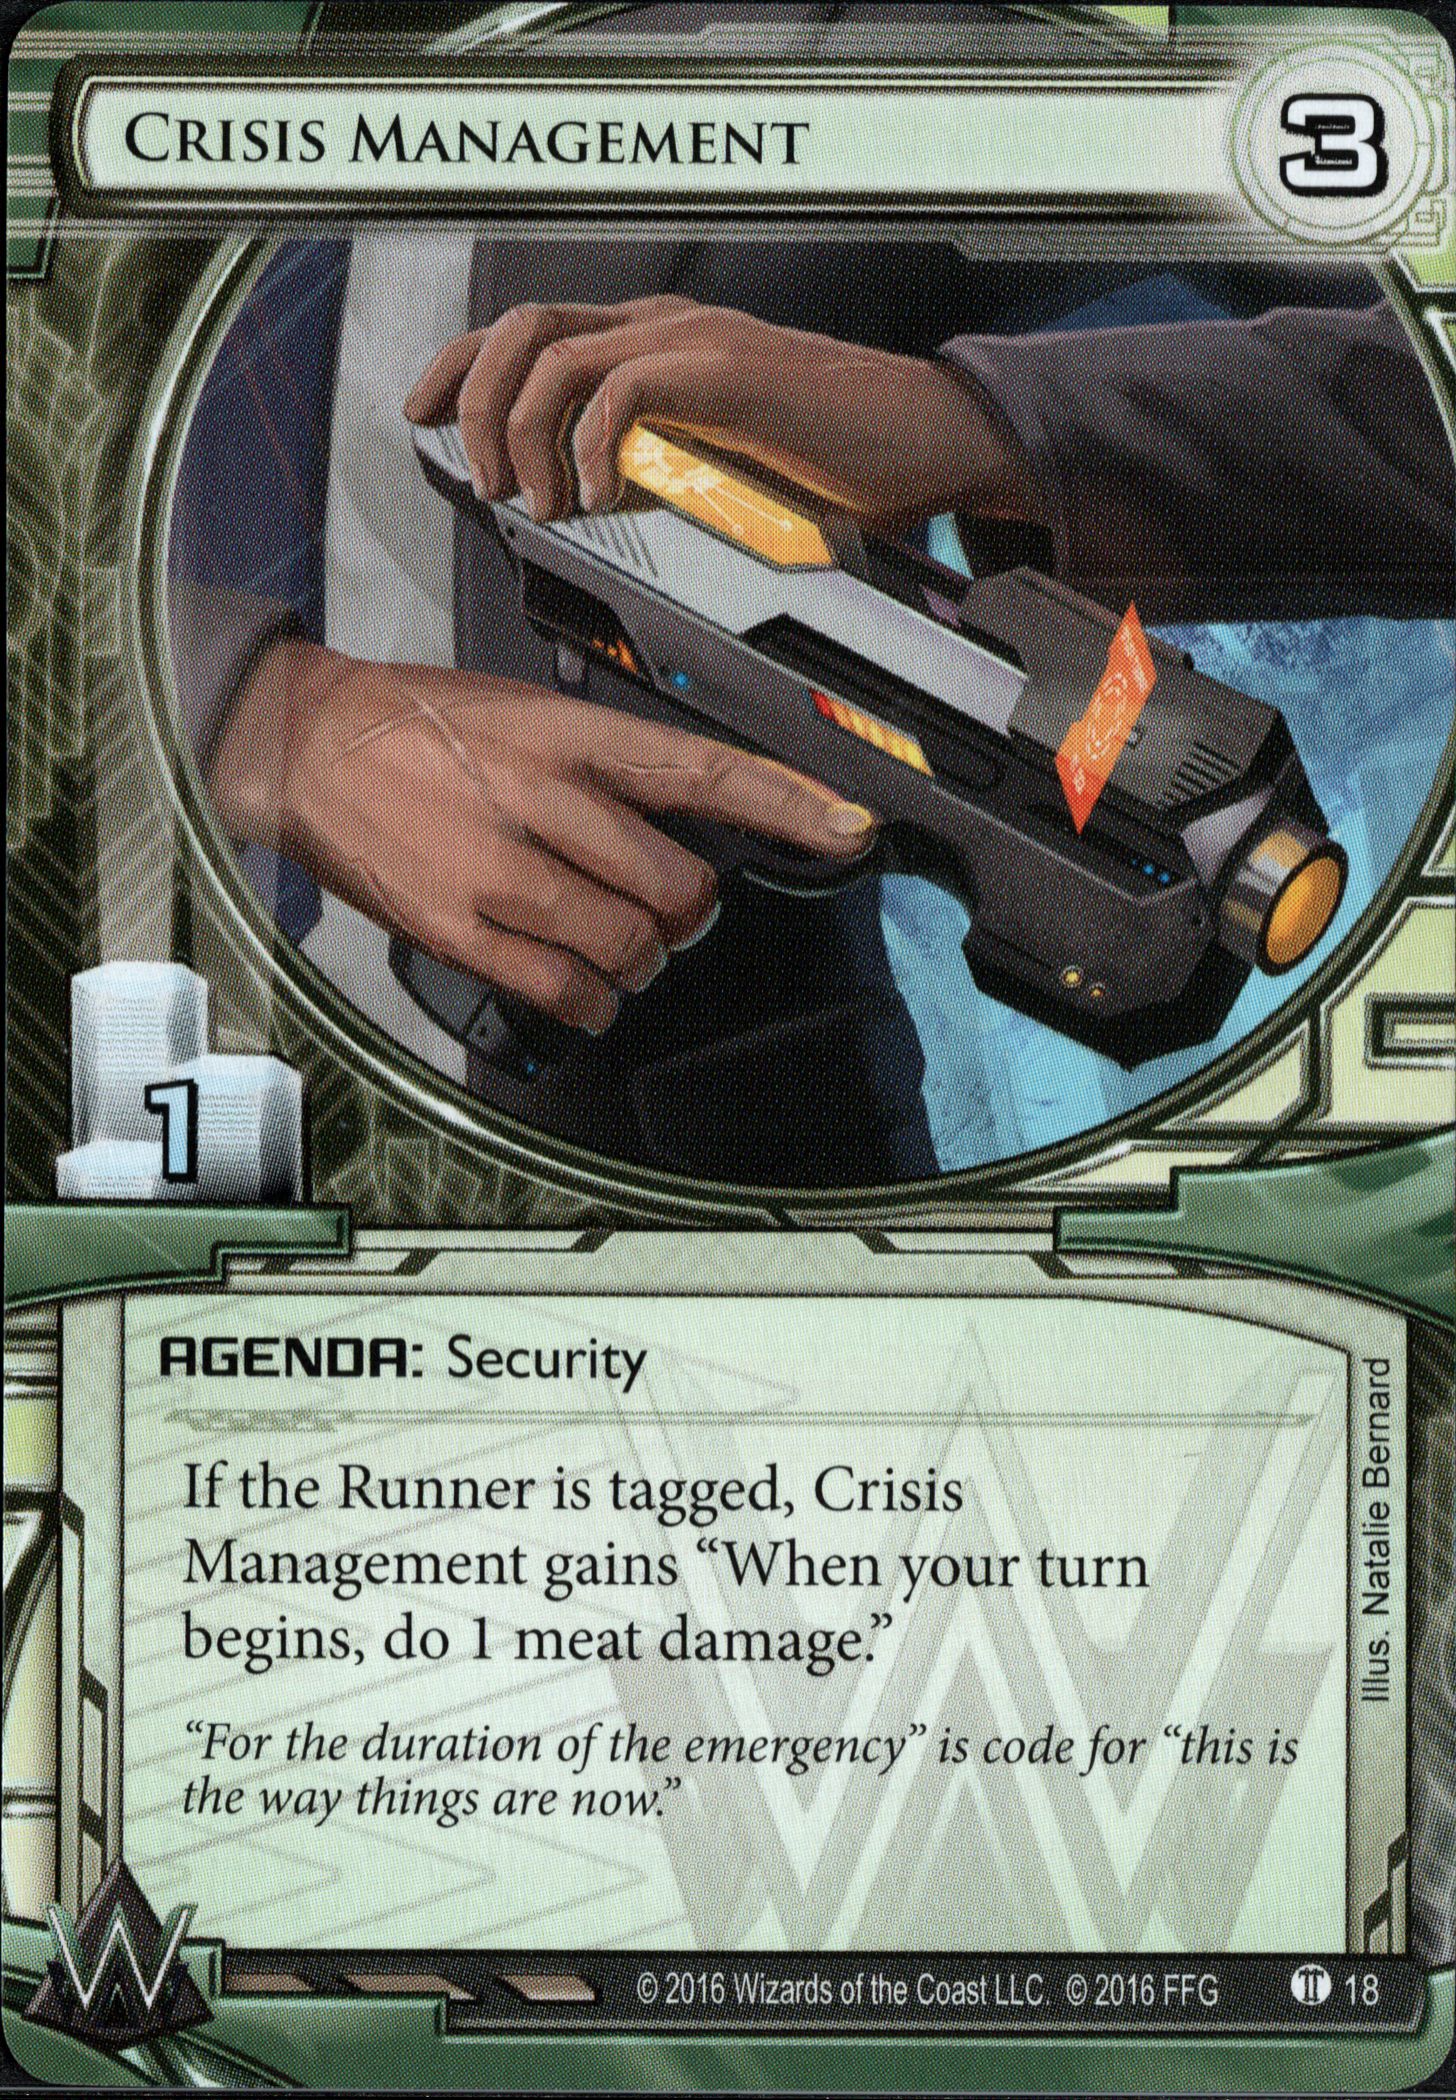 CRISIS MANAGEMENT
3
1
AGENDA: Security
If the Runner is tagged, Crisis
Management gains “When your turn
begins, do 1 meat damage.”
“For the duration of the emergency” is code for “this is
the way things are now.”
Illus. Natalie Bernard
© 2016 Wizards of the Coast LLC. © 2016 FFG
18